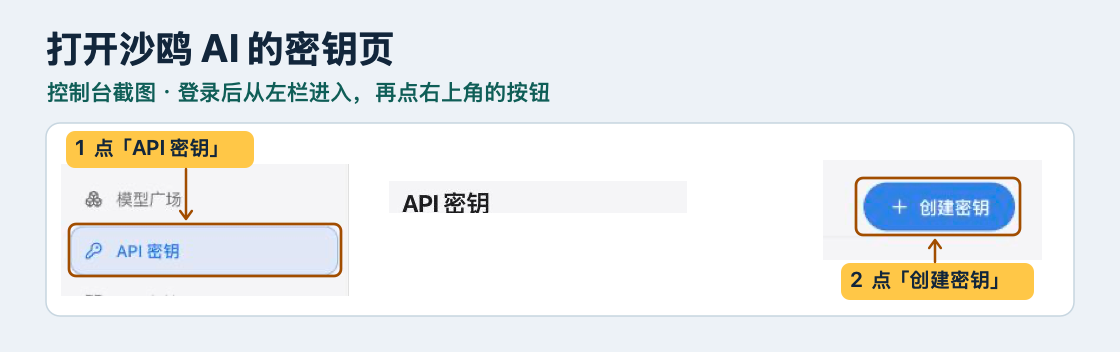 打开沙鸥 AI 的密钥页
控制台截图 · 登录后从左栏进入，再点右上角的按钮
1 点「API 密钥」
模型广场
API 密钥
API 密钥
+ 创建密钥
2 点「创建密钥」